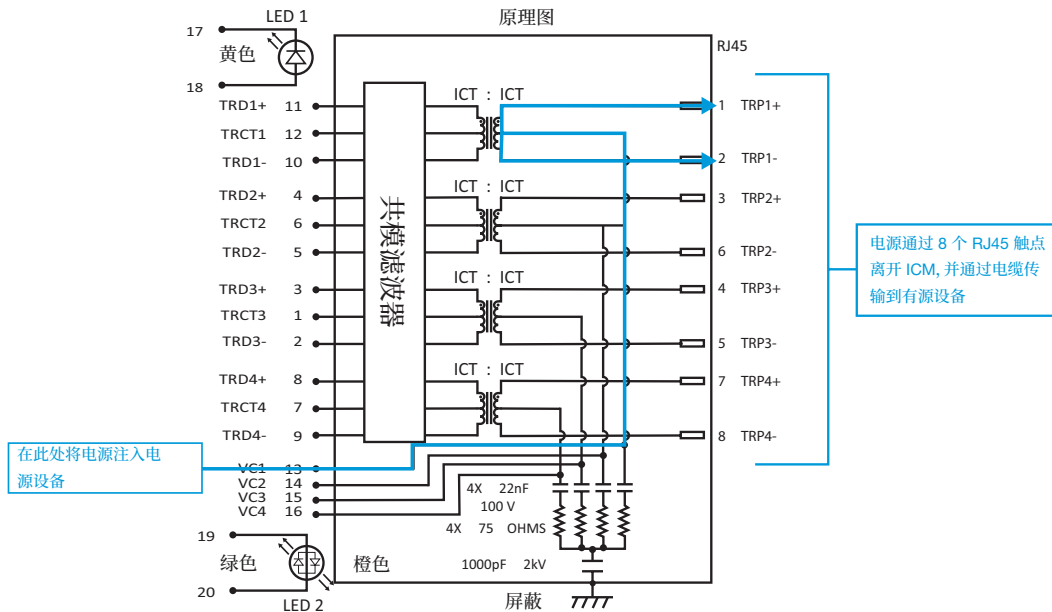 原理图
LED 1
17
黄色
18
RJ45
TRD1+ 11
TRCT1 12
TRD1- 10
ICT : ICT
1 TRP1+
2 TRP1-
TRD2+ 4
TRCT2 6
TRD2- 5
ICT : ICT
3 TRP2+
6 TRP2-
TRD3+ 3
TRCT3 1
TRD3- 2
ICT : ICT
4 TRP3+
5 TRP3-
TRD4+ 8
TRCT4 7
TRD4- 9
ICT : ICT
7 TRP4+
8 TRP4-
共模滤波器
电源通过 8 个 RJ45 触点
离开 ICM, 并通过电缆传
输到有源设备
在此处将电源注入电
源设备
VC1 13
VC2 14
VC3 15
VC4 16
4X 22nF
100 V
4X 75 OHMS
1000pF 2kV
19
绿色
20
橙色
LED 2
屏蔽